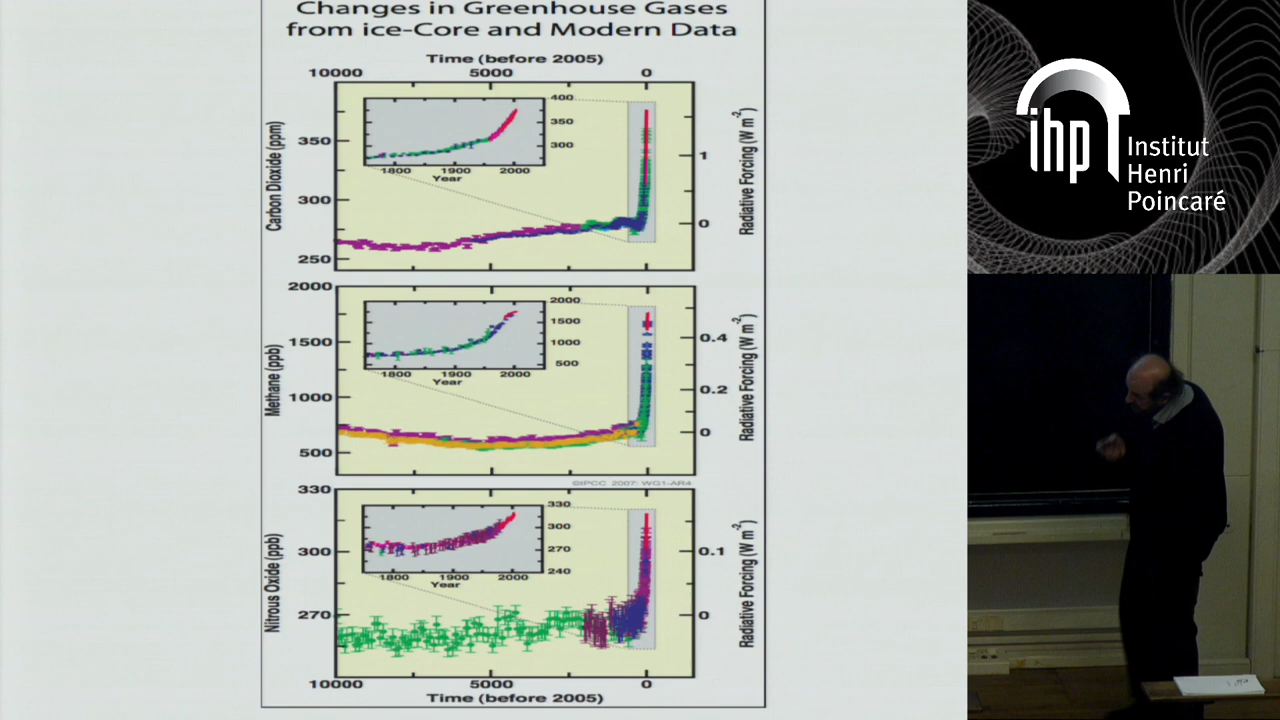 Changes in Greenhouse Gases
from ice-Core and Modern Data
Time (before 2005)
10000 5000 0
Carbon Dioxide (ppm)
350
300
250
400
350
300
1800 1900 2000
Year
1
0
Radiative Forcing (W m-2)
Methane (ppb)
2000
1500
1000
500
2000
1500
1000
500
1800 1900 2000
Year
0.4
0.2
0
Radiative Forcing (W m-2)
©IPCC 2007: WG1-AR4
Nitrous Oxide (ppb)
330
300
270
330
300
270
240
1800 1900 2000
Year
0.1
0
Radiative Forcing (W m-2)
10000 5000 0
Time (before 2005)
ihp
Institut
Henri
Poincaré